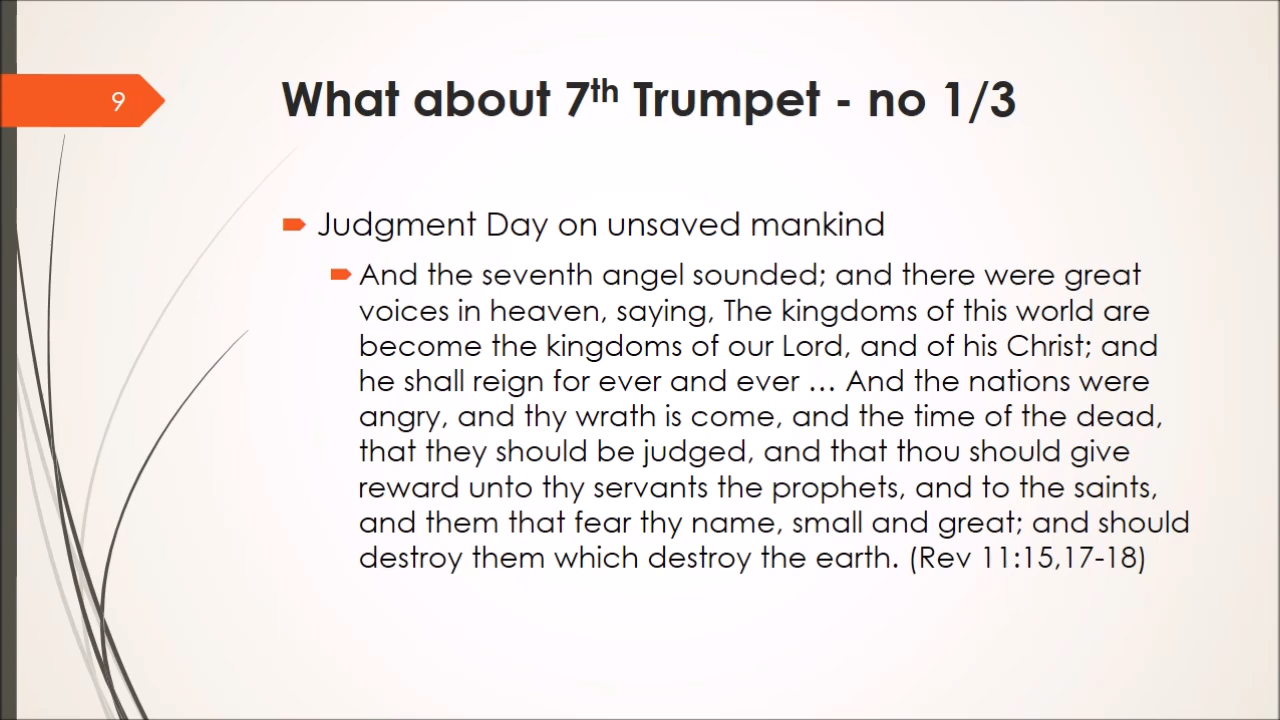 9
What about 7th Trumpet - no 1/3
Judgment Day on unsaved mankind
And the seventh angel sounded; and there were great
voices in heaven, saying, The kingdoms of this world are
become the kingdoms of our Lord, and of his Christ; and
he shall reign for ever and ever … And the nations were
angry, and thy wrath is come, and the time of the dead,
that they should be judged, and that thou should give
reward unto thy servants the prophets, and to the saints,
and them that fear thy name, small and great; and should
destroy them which destroy the earth. (Rev 11:15,17-18)